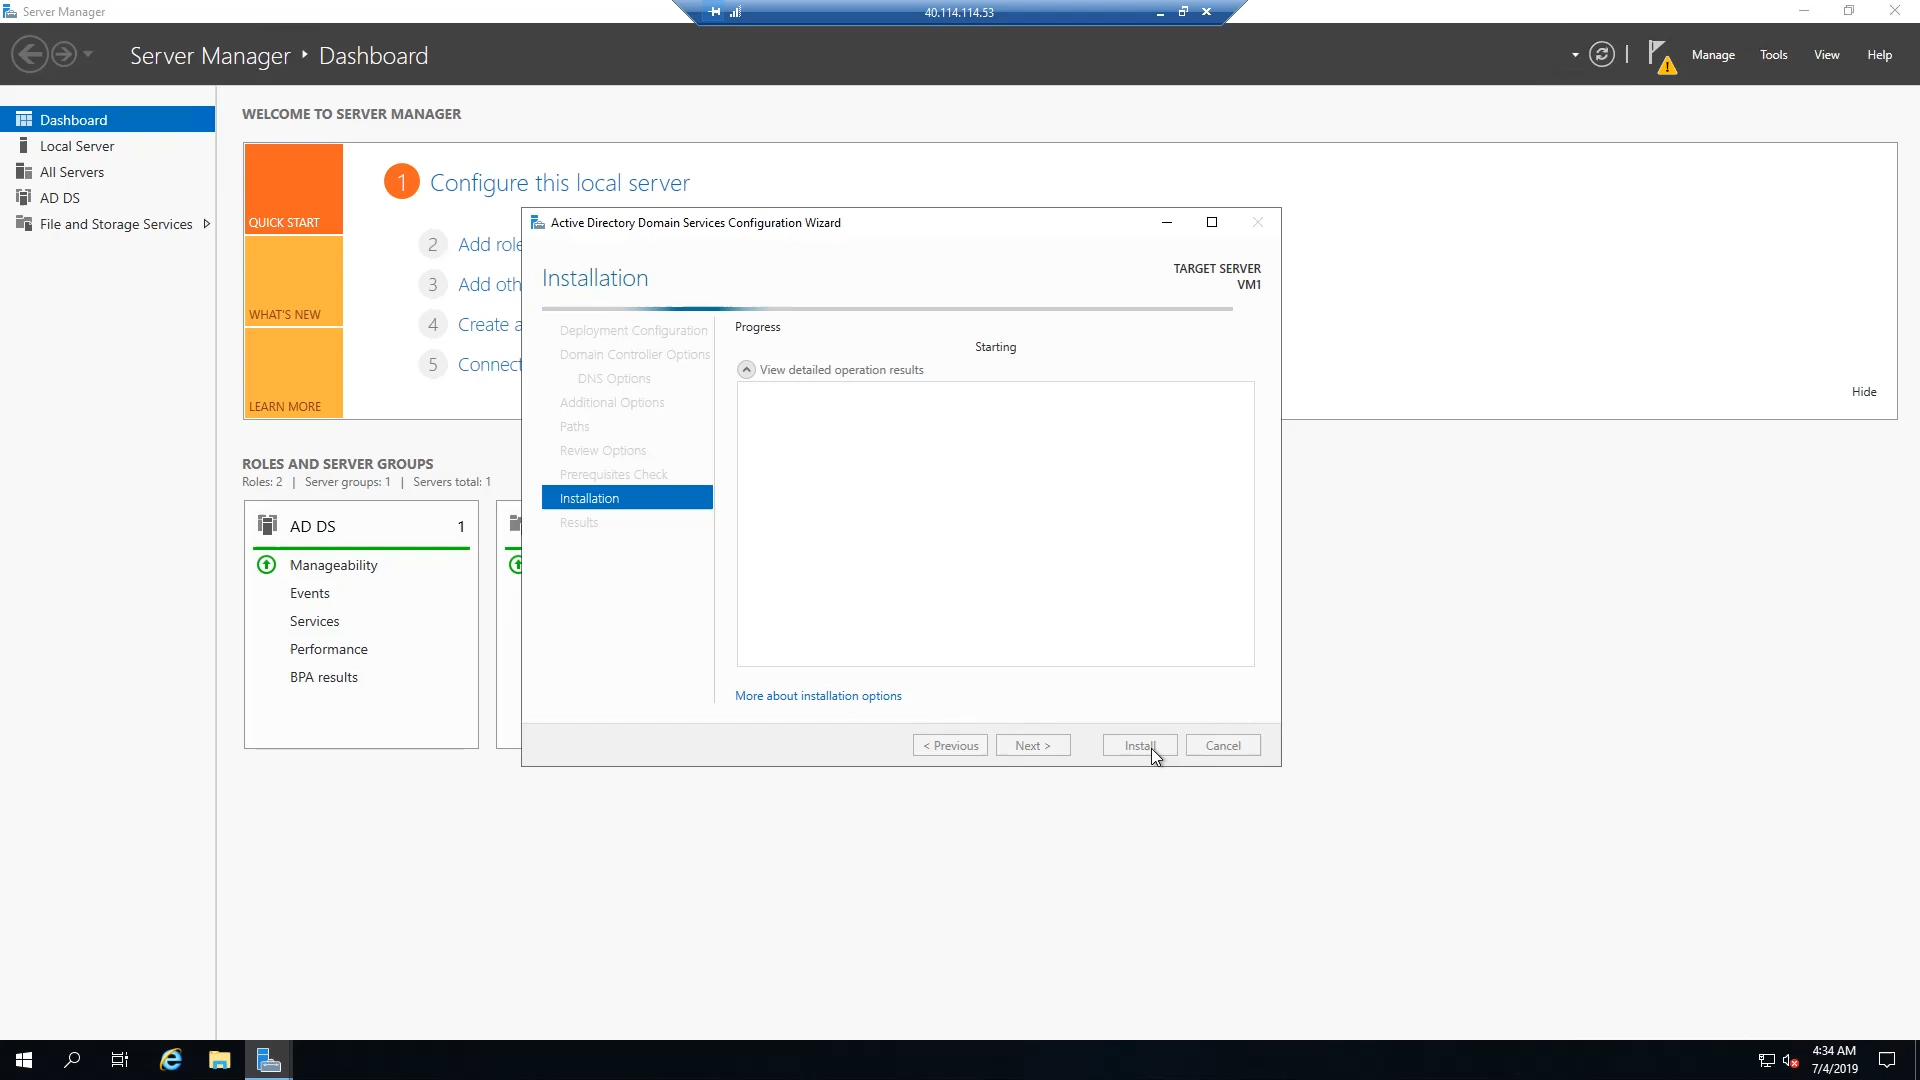 Server Manager
40.114.114.53
Server Manager • Dashboard
Manage
Tools
View
Help
Dashboard
Local Server
All Servers
AD DS
File and Storage Services
WELCOME TO SERVER MANAGER
QUICK START
WHAT'S NEW
LEARN MORE
1 Configure this local server
2 Add role
3 Add oth
4 Create a
5 Connect
Hide
ROLES AND SERVER GROUPS
Roles: 2 | Server groups: 1 | Servers total: 1
AD DS 1
Manageability
Events
Services
Performance
BPA results
Active Directory Domain Services Configuration Wizard
Installation
TARGET SERVER
VM1
Deployment Configuration
Domain Controller Options
DNS Options
Additional Options
Paths
Review Options
Prerequisites Check
Installation
Results
Progress
Starting
View detailed operation results
More about installation options
< Previous
Next >
Install
Cancel
4:34 AM
7/4/2019